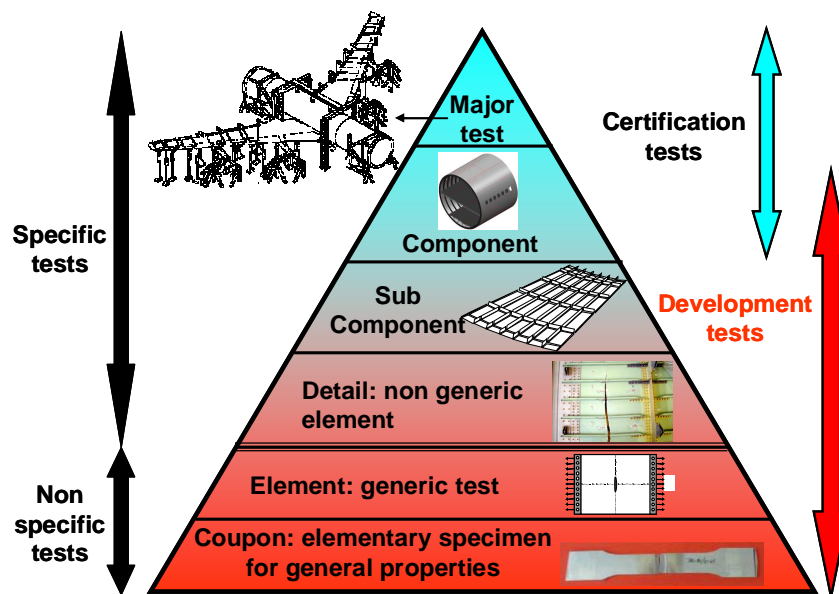 Major
test
Certification
tests
Component
Specific
tests
Sub
Component
Development
tests
Detail: non generic
element
Non
specific
tests
Element: generic test
Coupon: elementary specimen
for general properties